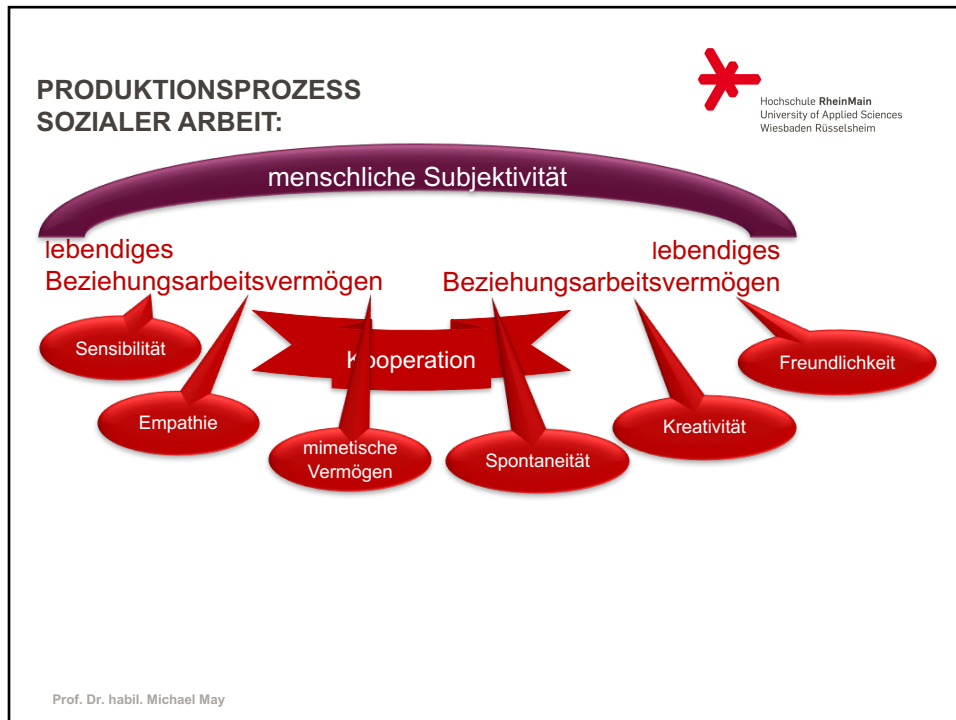 PRODUKTIONSPROZESS
SOZIALER ARBEIT:
Hochschule RheinMain
University of Applied Sciences
Wiesbaden Rüsselsheim
menschliche Subjektivität
lebendiges
Beziehungsarbeitsvermögen
lebendiges
Beziehungsarbeitsvermögen
Sensibilität
Kooperation
Freundlichkeit
Empathie
Kreativität
mimetische
Vermögen
Spontaneität
Prof. Dr. habil. Michael May